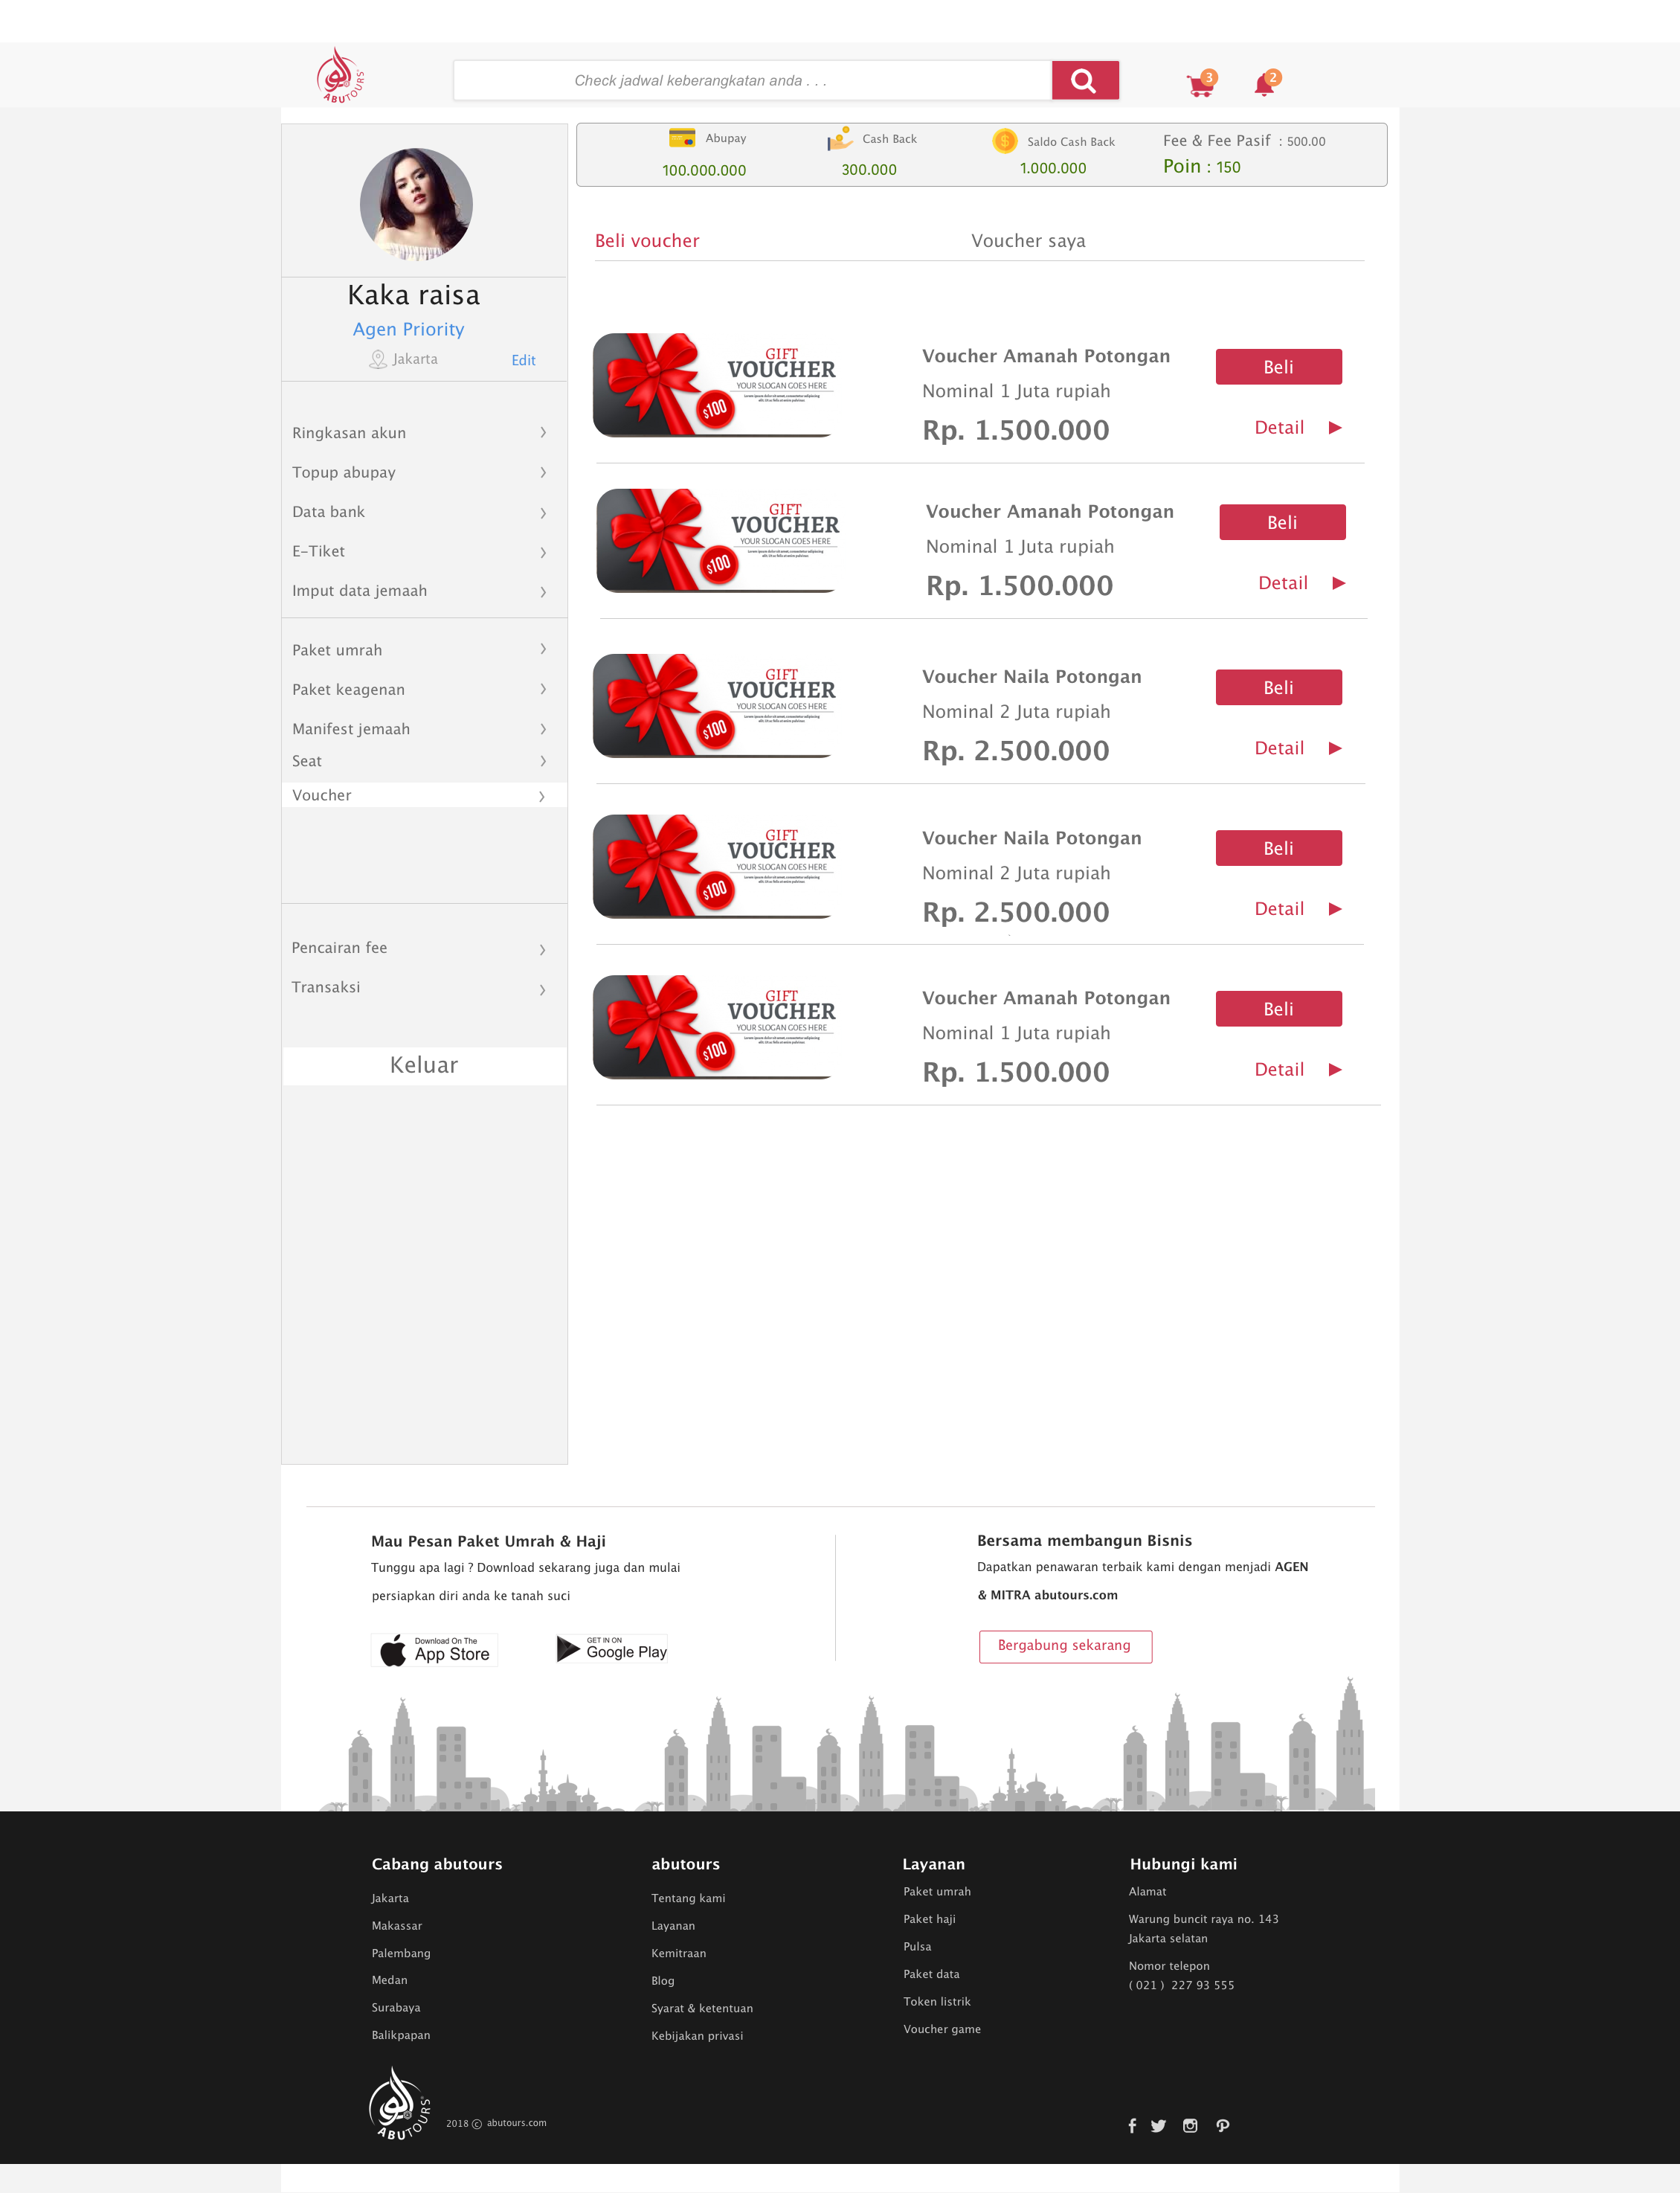 ABUTOURS
Check jadwal keberangkatan anda . . .
3
2
Abupay
100.000.000
Cash Back
300.000
Saldo Cash Back
1.000.000
Fee & Fee Pasif : 500.00
Poin : 150
Kaka raisa
Agen Priority
Jakarta
Edit
Ringkasan akun
Topup abupay
Data bank
E-Tiket
Imput data jemaah
Paket umrah
Paket keagenan
Manifest jemaah
Seat
Voucher
Pencairan fee
Transaksi
Keluar
Beli voucher
Voucher saya
GIFT
VOUCHER
YOUR SLOGAN GOES HERE
$100
Voucher Amanah Potongan
Nominal 1 Juta rupiah
Rp. 1.500.000
Beli
Detail
GIFT
VOUCHER
YOUR SLOGAN GOES HERE
$100
Voucher Amanah Potongan
Nominal 1 Juta rupiah
Rp. 1.500.000
Beli
Detail
GIFT
VOUCHER
YOUR SLOGAN GOES HERE
$100
Voucher Naila Potongan
Nominal 2 Juta rupiah
Rp. 2.500.000
Beli
Detail
GIFT
VOUCHER
YOUR SLOGAN GOES HERE
$100
Voucher Naila Potongan
Nominal 2 Juta rupiah
Rp. 2.500.000
Beli
Detail
GIFT
VOUCHER
YOUR SLOGAN GOES HERE
$100
Voucher Amanah Potongan
Nominal 1 Juta rupiah
Rp. 1.500.000
Beli
Detail
Mau Pesan Paket Umrah & Haji
Tunggu apa lagi ? Download sekarang juga dan mulai
persiapkan diri anda ke tanah suci
Download On The
App Store
GET IN ON
Google Play
Bersama membangun Bisnis
Dapatkan penawaran terbaik kami dengan menjadi AGEN
& MITRA abutours.com
Bergabung sekarang
Cabang abutours
Jakarta
Makassar
Palembang
Medan
Surabaya
Balikpapan
abutours
Tentang kami
Layanan
Kemitraan
Blog
Syarat & ketentuan
Kebijakan privasi
Layanan
Paket umrah
Paket haji
Pulsa
Paket data
Token listrik
Voucher game
Hubungi kami
Alamat
Warung buncit raya no. 143
Jakarta selatan
Nomor telepon
( 021 ) 227 93 555
ABUTOURS
2018 © abutours.com